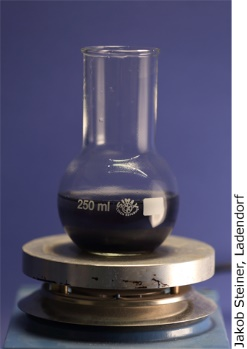 250 ml
Jakob Steiner, Ladendorf